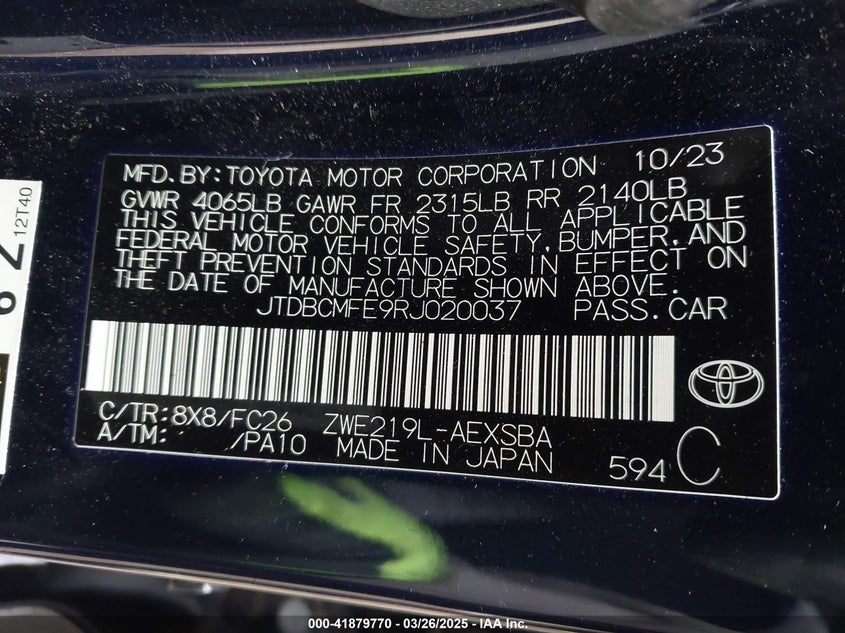 MFD.BY:TOYOTA MOTOR CORPORATION 10/23
GVWR 4065LB GAWR FR 2315LB RR 2140LB
THIS VEHICLE CONFORMS TO ALL APPLICABLE
FEDERAL MOTOR VEHICLE SAFETY,BUMPER,AND
THEFT PREVENTION STANDARDS IN EFFECT ON
THE DATE OF MANUFACTURE SHOWN ABOVE.
JTDBCMFE9RJ020037 PASS.CAR
C/TR:8X8/FC26 ZWE219L-AEXSBA
A/TM: /PA10 MADE IN JAPAN
594 C
12T40
000-41879770 — 03/26/2025 — IAA Inc.